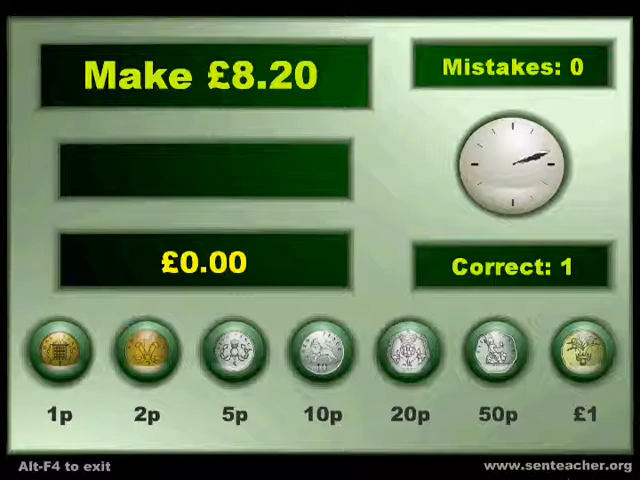 Make £8.20
Mistakes: 0
£0.00
Correct: 1
1p 2p 5p 10p 20p 50p £1
Alt-F4 to exit
www.senteacher.org